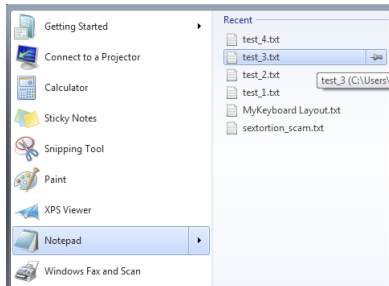 Getting Started
Connect to a Projector
Calculator
Sticky Notes
Snipping Tool
Paint
XPS Viewer
Notepad
Windows Fax and Scan
Recent
test_4.txt
test_3.txt
test_2.txt
test_3 (C:\Users\
test_1.txt
MyKeyboard Layout.txt
sextortion_scam.txt